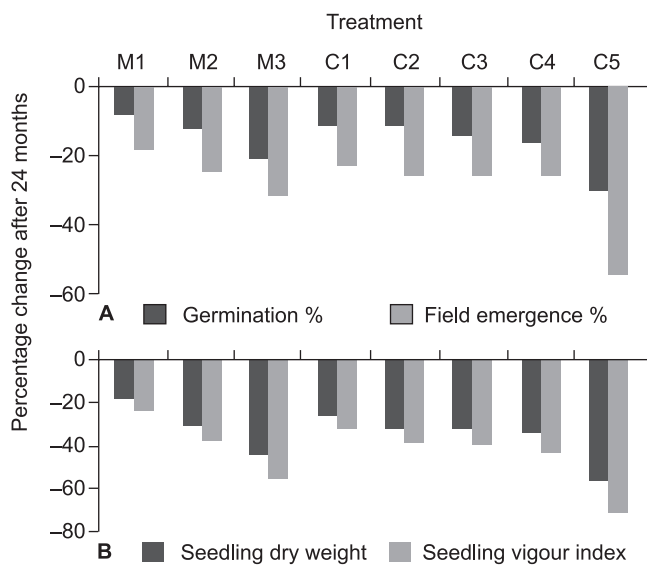 Treatment
M1 M2 M3 C1 C2 C3 C4 C5
Percentage change after 24 months
0
–20
–40
–60
A Germination % Field emergence %
0
–20
–40
–60
–80
B Seedling dry weight Seedling vigour index